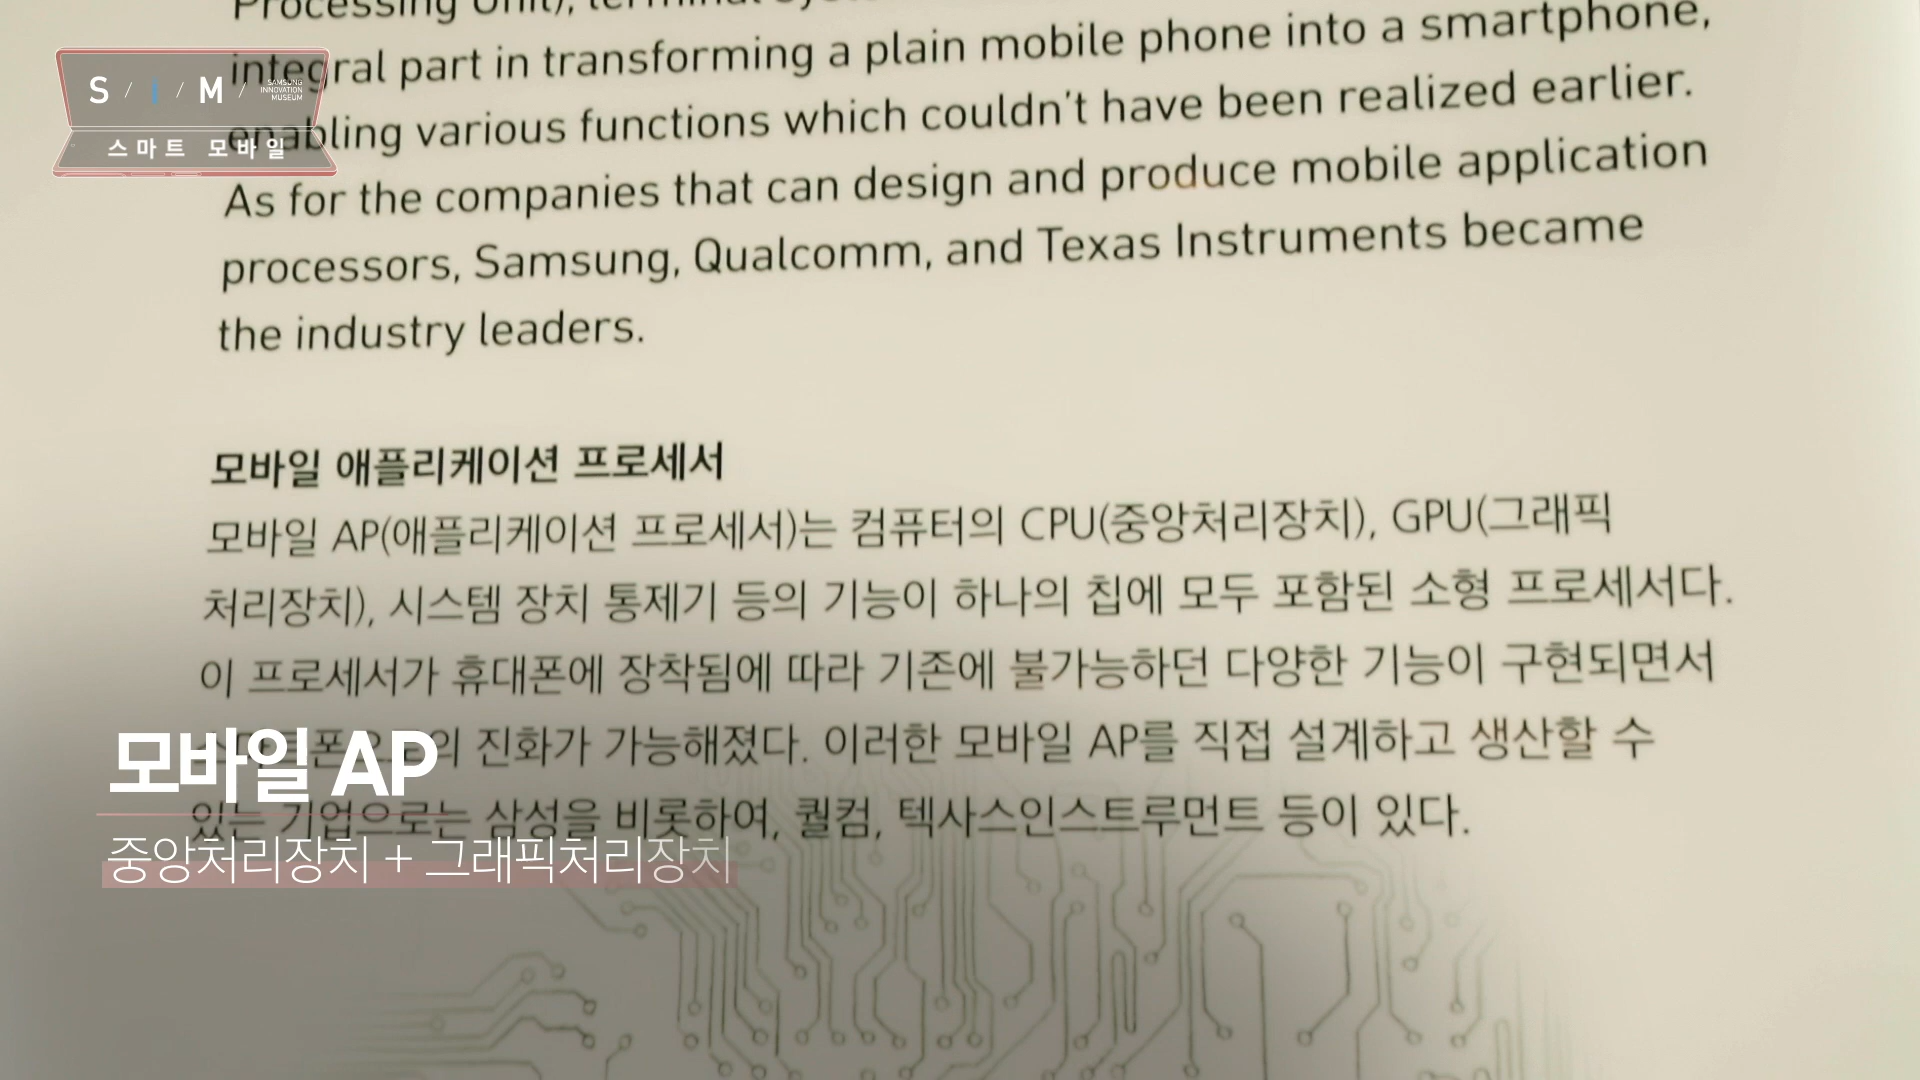 Processing Unit), terminal
integral part in transforming a plain mobile phone into a smartphone,
enabling various functions which couldn't have been realized earlier.
As for the companies that can design and produce mobile application
processors, Samsung, Qualcomm, and Texas Instruments became
the industry leaders.
S / I / M / SAMSUNG INNOVATION MUSEUM
스마트 모바일
모바일 애플리케이션 프로세서
모바일 AP(애플리케이션 프로세서)는 컴퓨터의 CPU(중앙처리장치), GPU(그래픽
처리장치), 시스템 장치 통제기 등의 기능이 하나의 칩에 모두 포함된 소형 프로세서다.
이 프로세서가 휴대폰에 장착됨에 따라 기존에 불가능하던 다양한 기능이 구현되면서
진화가 가능해졌다. 이러한 모바일 AP를 직접 설계하고 생산할 수
있는 기업으로는 삼성을 비롯하여, 퀄컴, 텍사스인스트루먼트 등이 있다.
모바일 AP
중앙처리장치 + 그래픽처리장치